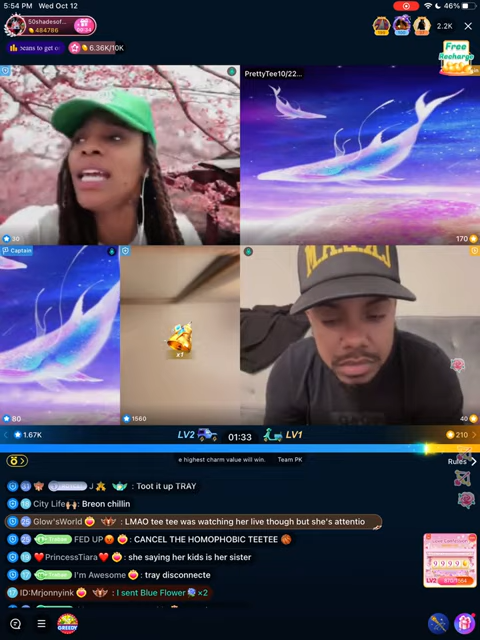 5:54 PM Wed Oct 12
46%
50shadesof...
484786
2.2K
6.36K/10K
Free
Recharge
PrettyTee10/22...
30
170
Captain
x1
80
1560
40
1.67K
LV2
01:33
LV1
210
e highest charm value will win.
Team PK
Rules
J : Toot it up TRAY
City Life : Breon chillin
Glow'sWorld : LMAO tee tee was watching her live though but she's attentio
FED UP : CANCEL THE HOMOPHOBIC TEETEE
PrincessTiara : she saying her kids is her sister
I'm Awesome : tray disconnecte
ID:Mrjonnyink : I sent Blue Flower x2
LV2
GREEDY